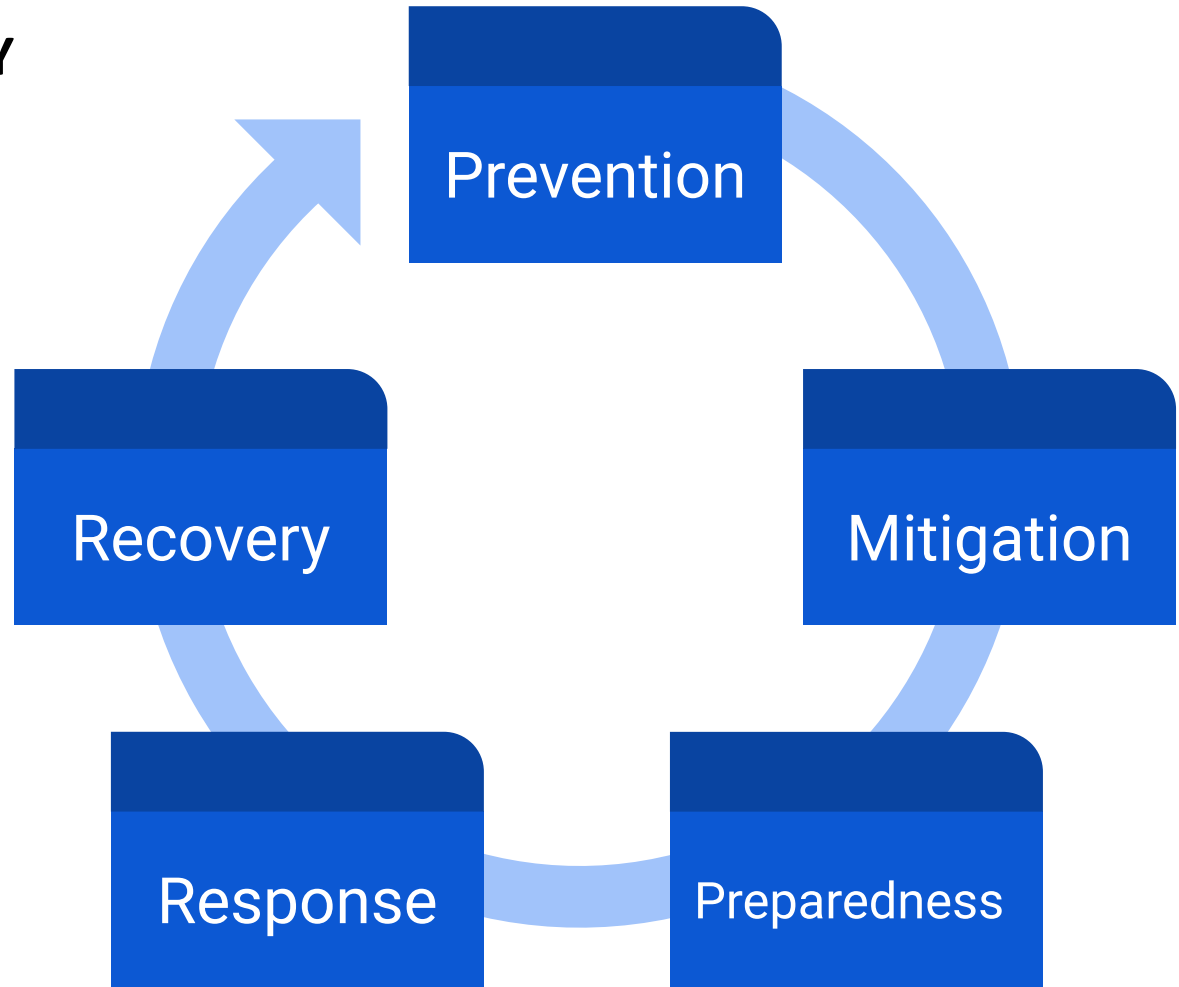 Y
Prevention
Mitigation
Preparedness
Response
Recovery